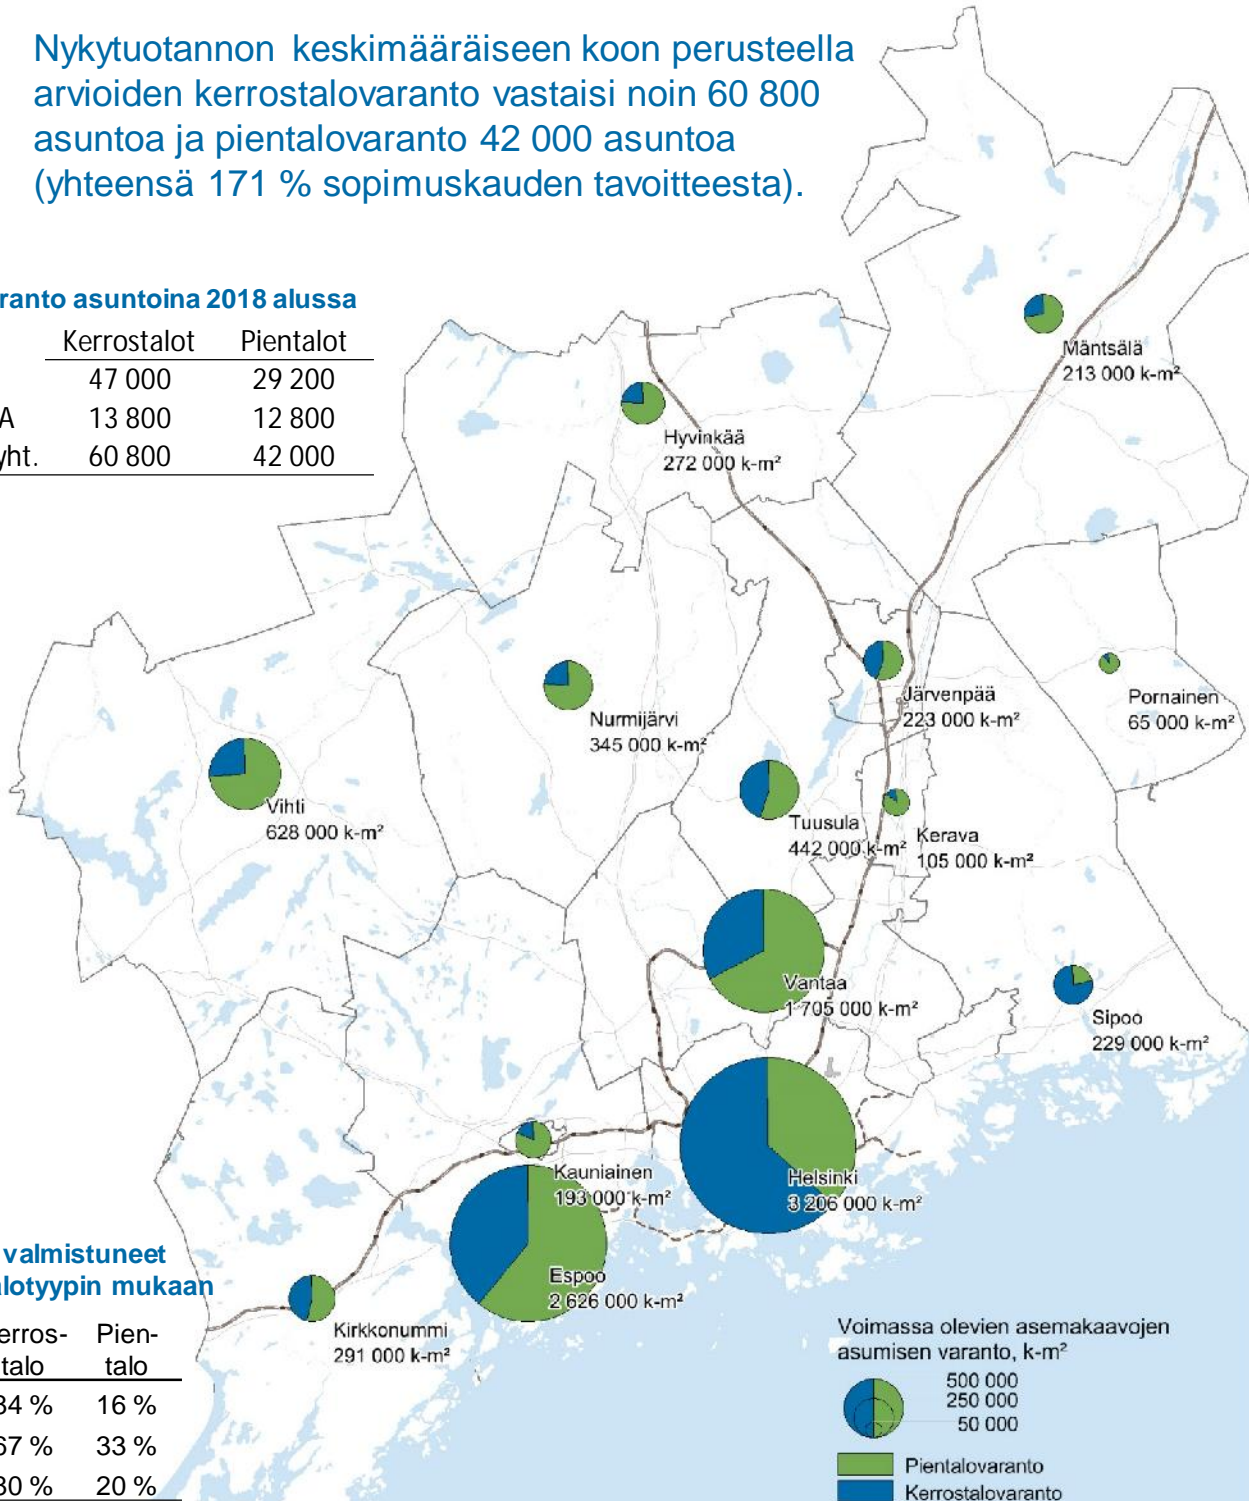 Nykytuotannon keskimääräiseen koon perusteella
arvioiden kerrostalovaranto vastaisi noin 60 800
asuntoa ja pientalovaranto 42 000 asuntoa
(yhteensä 171 % sopimuskauden tavoitteesta).
ranto asuntoina 2018 alussa
Kerrostalot Pientalot
47 000 29 200
A 13 800 12 800
yht. 60 800 42 000
Mäntsälä
213 000 k-m²
Hyvinkää
272 000 k-m²
Nurmijärvi
345 000 k-m²
Järvenpää
223 000 k-m²
Pornainen
65 000 k-m²
Vihti
628 000 k-m²
Tuusula
442 000 k-m²
Kerava
105 000 k-m²
Vantaa
1 705 000 k-m²
Sipoo
229 000 k-m²
Kauniainen
193 000 k-m²
Helsinki
3 206 000 k-m²
Espoo
2 626 000 k-m²
Kirkkonummi
291 000 k-m²
valmistuneet
alotyypin mukaan
erros- Pien-
talo talo
84 % 16 %
67 % 33 %
80 % 20 %
Voimassa olevien asemakaavojen
asumisen varanto, k-m²
500 000
250 000
50 000
Pientalovaranto
Kerrostalovaranto